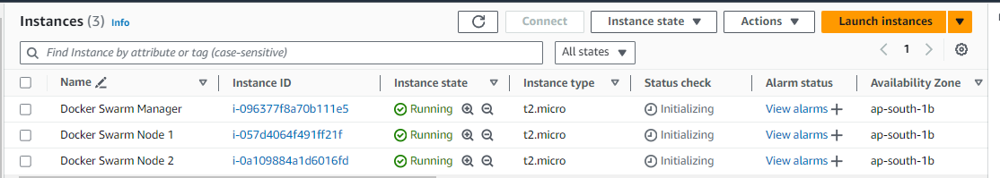 Instances (3) Info Connect Instance state Actions Launch instances
Find Instance by attribute or tag (case-sensitive) All states 1
Name Instance ID Instance state Instance type Status check Alarm status Availability Zone
Docker Swarm Manager i-096377f8a70b111e5 Running t2.micro Initializing View alarms + ap-south-1b
Docker Swarm Node 1 i-057d4064f491ff21f Running t2.micro Initializing View alarms + ap-south-1b
Docker Swarm Node 2 i-0a109884a1d6016fd Running t2.micro Initializing View alarms + ap-south-1b